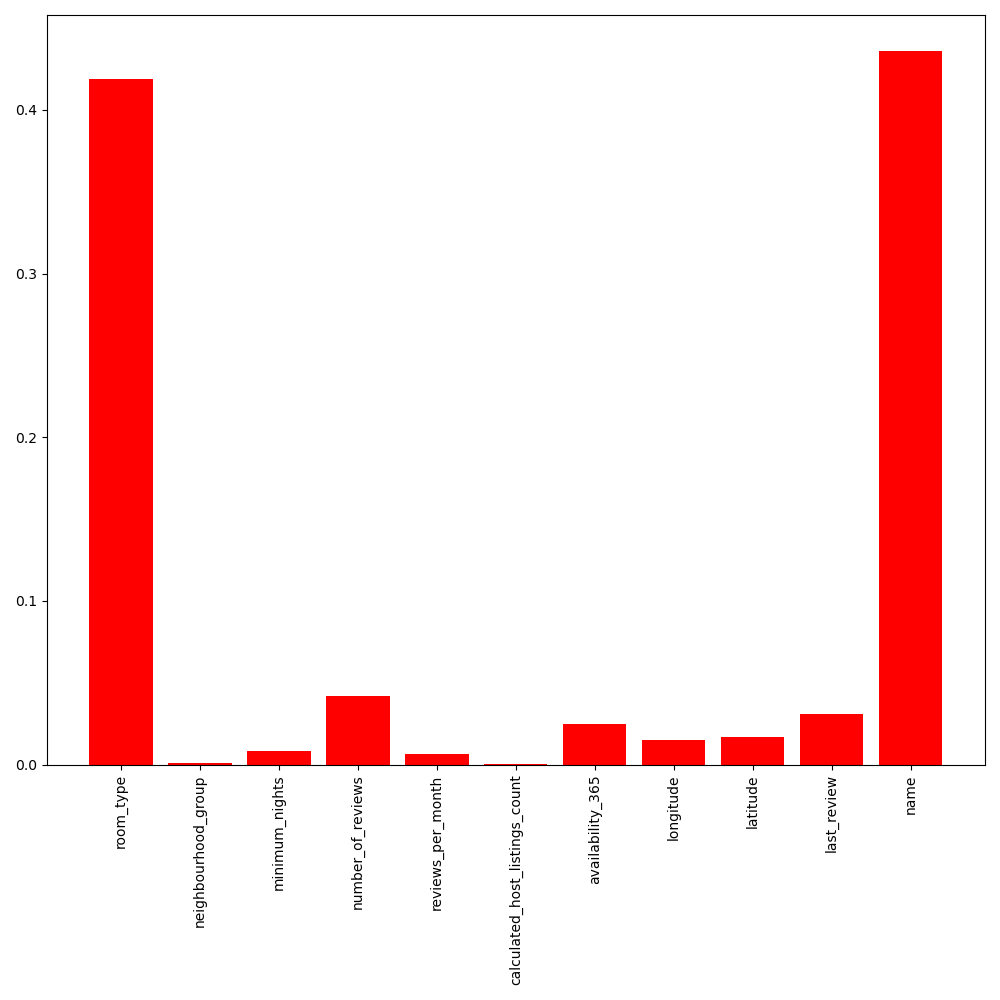 0.4
0.3
0.2
0.1
0.0
room_type
neighbourhood_group
minimum_nights
number_of_reviews
reviews_per_month
calculated_host_listings_count
availability_365
longitude
latitude
last_review
name